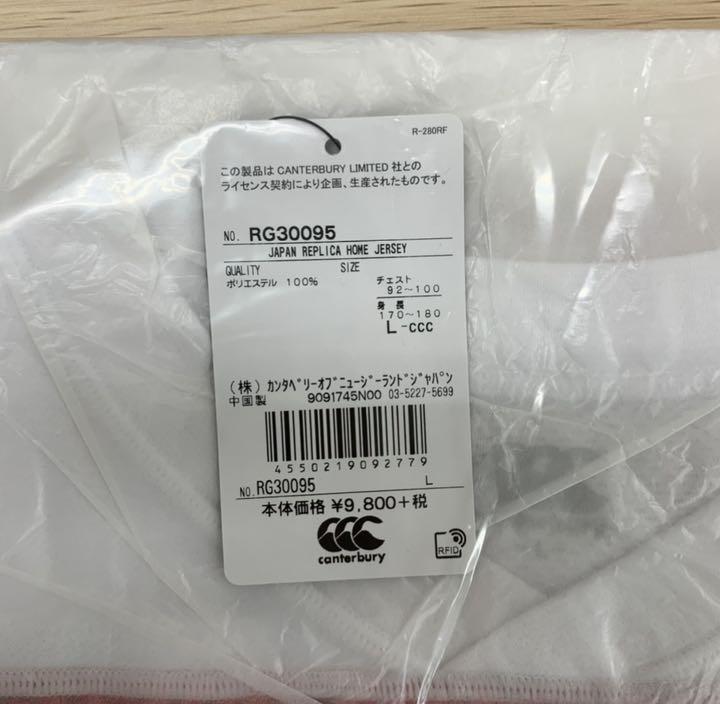 R-280RF
この製品は CANTERBURY LIMITED 社との
ライセンス契約により企画、生産されたものです。
NO. RG30095
JAPAN REPLICA HOME JERSEY
QUALITY SIZE
ポリエステル 100% チェスト
92～100
身 長
170～180
L-CCC
(株) ｶﾝﾀﾍﾞﾘｰｵﾌﾞﾆｭｰｼﾞｰﾗﾝﾄﾞｼﾞｬﾊﾟﾝ
中国製 9091745N00 03-5227-5699
4550219092779
NO. RG30095 L
本体価格 ¥9,800+税
CCC
canterbury
RFID